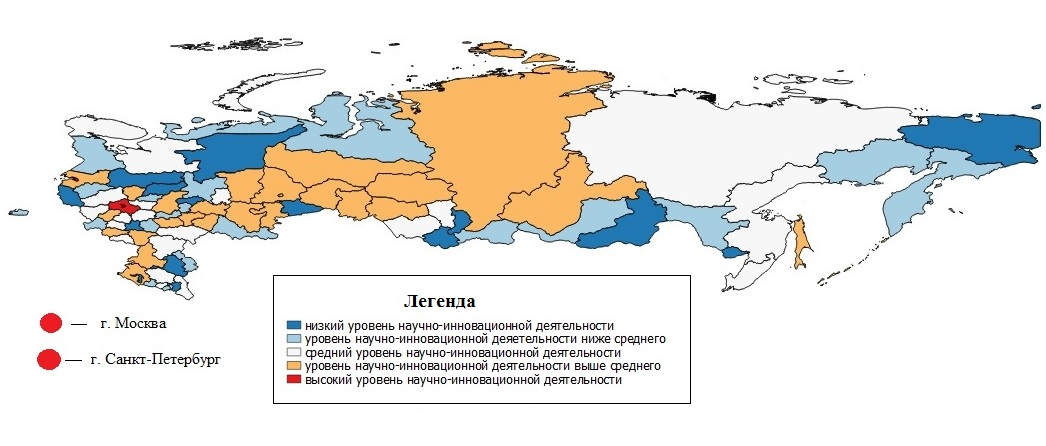 Легенда
низкий уровень научно-инновационной деятельности
уровень научно-инновационной деяетельности ниже среднего
средний уровень научно-инновационной деятельности
уровень научно-инновационной деятельности выше среднего
высокий уровень научно-инновационной деятельности
— г. Москва
— г. Санкт-Петербург